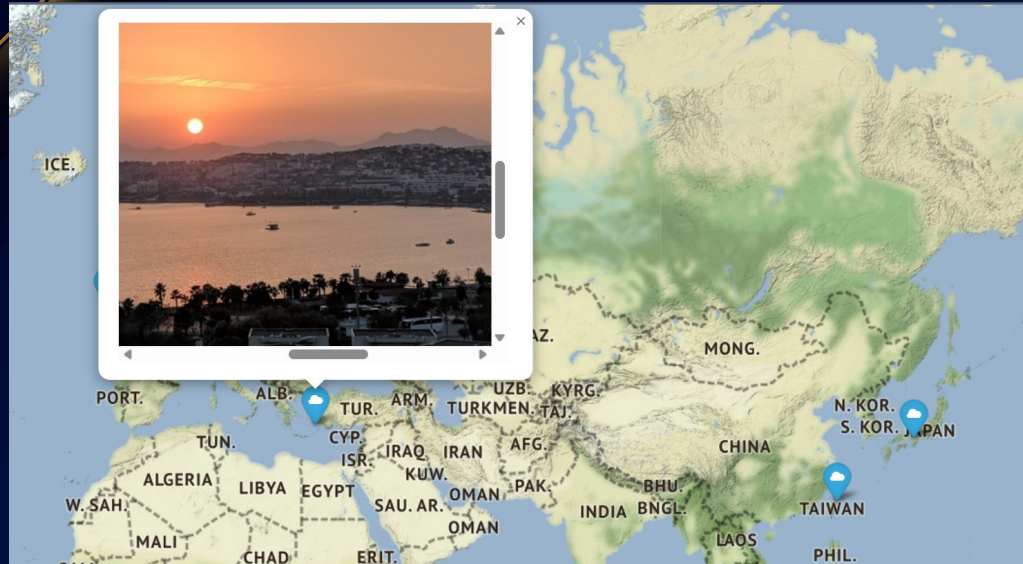 ICE.
AZ.
MONG.
PORT.
ALB.
TUR.
ARM.
UZB.
KYRG.
TURKMEN.
TAJ.
N. KOR.
S. KOR.
JAPAN
TUN.
CYP.
ISR.
IRAQ
IRAN
AFG.
CHINA
ALGERIA
LIBYA
EGYPT
KUW.
SAU. AR.
OMAN
PAK.
BHU.
INDIA
BNGL.
W. SAH.
TAIWAN
OMAN
MALI
CHAD
ERIT.
LAOS
PHIL.